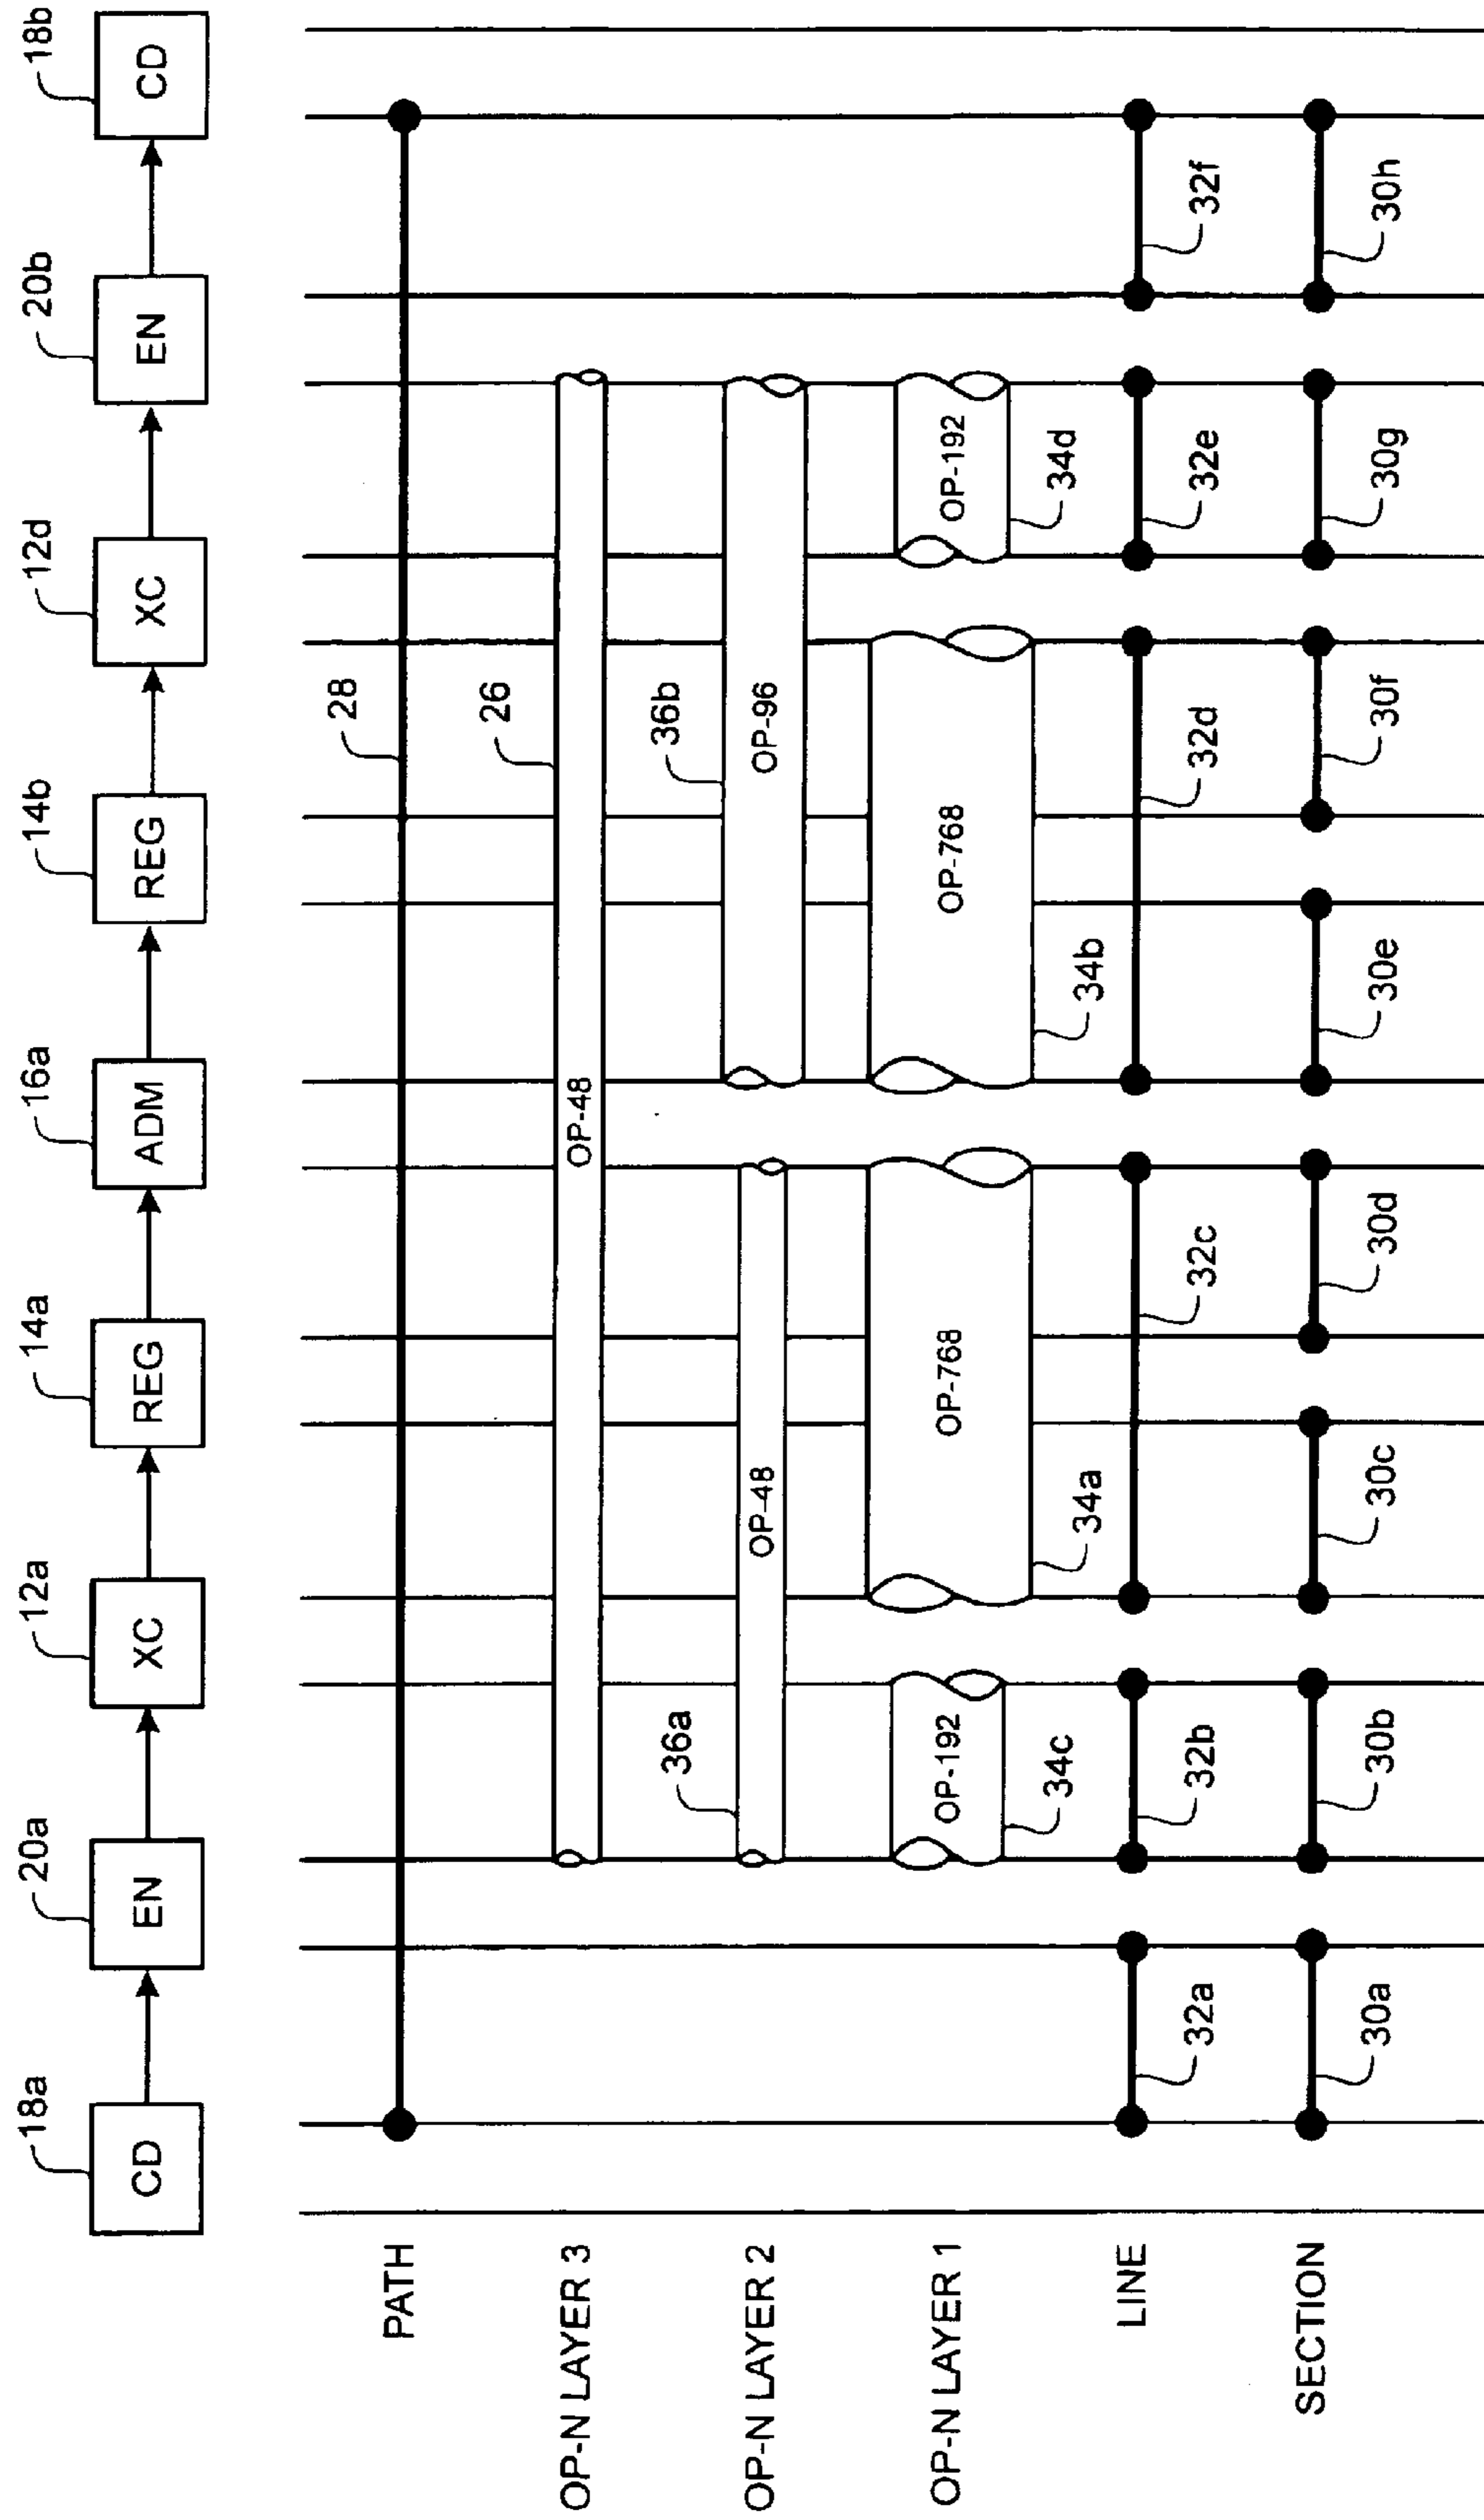 18a 20a 12a 14a 16a 14b 12d 20b 18b
CD EN XC REG ADM REG XC EN CD
PATH
28
OP-N LAYER 3
OP-48
26
OP-N LAYER 2
36a
OP-48
36b
OP-96
OP-N LAYER 1
OP-192
OP-768
OP-768
OP-192
34c 34a 34b 34d
LINE
32a 32b 32c 32d 32e 32f
SECTION
30a 30b 30c 30d 30e 30f 30g 30h